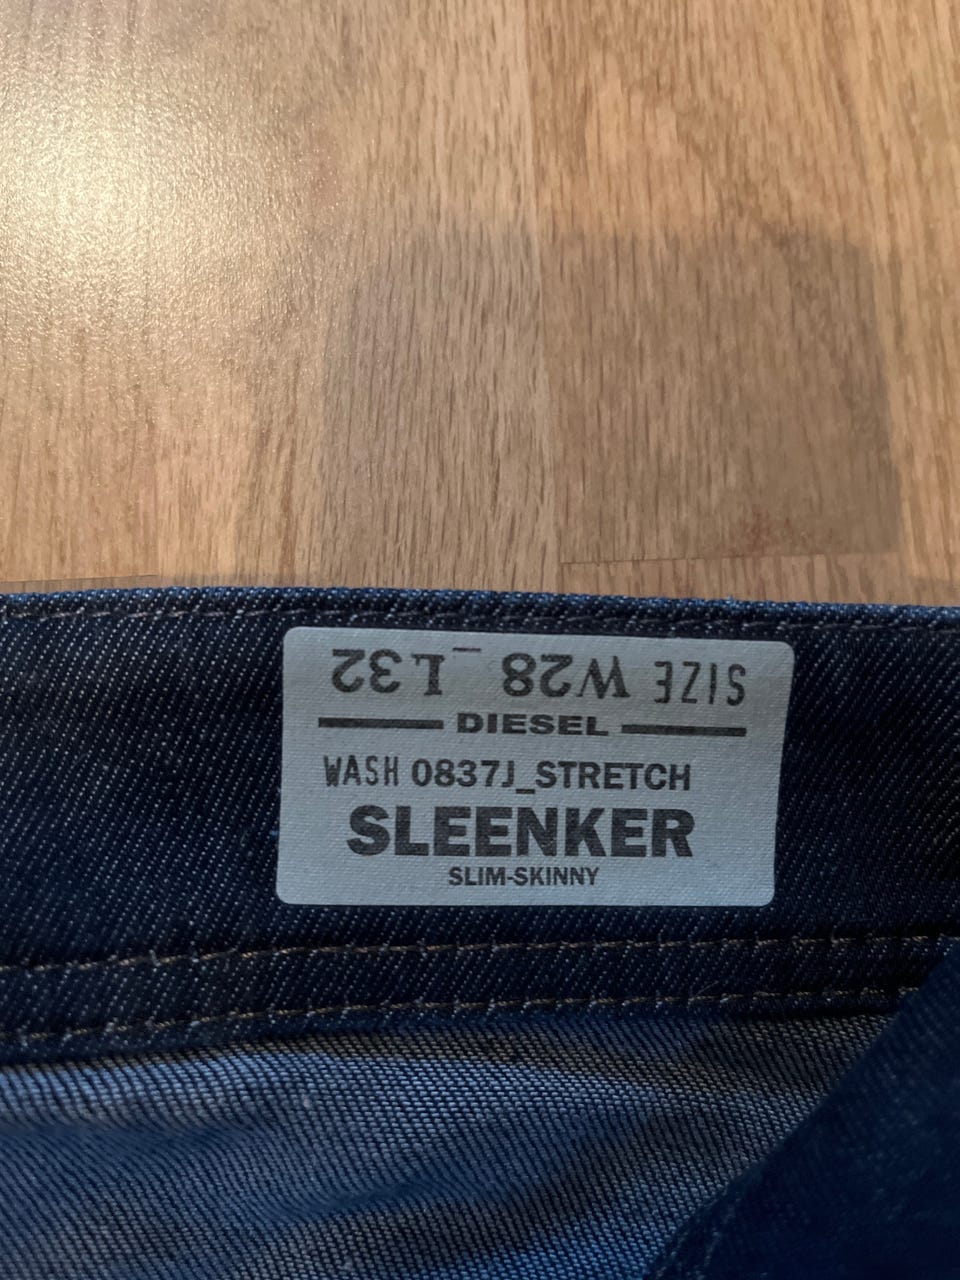 SIZE W28_L32
DIESEL
WASH 0837J_STRETCH
SLEENKER
SLIM-SKINNY